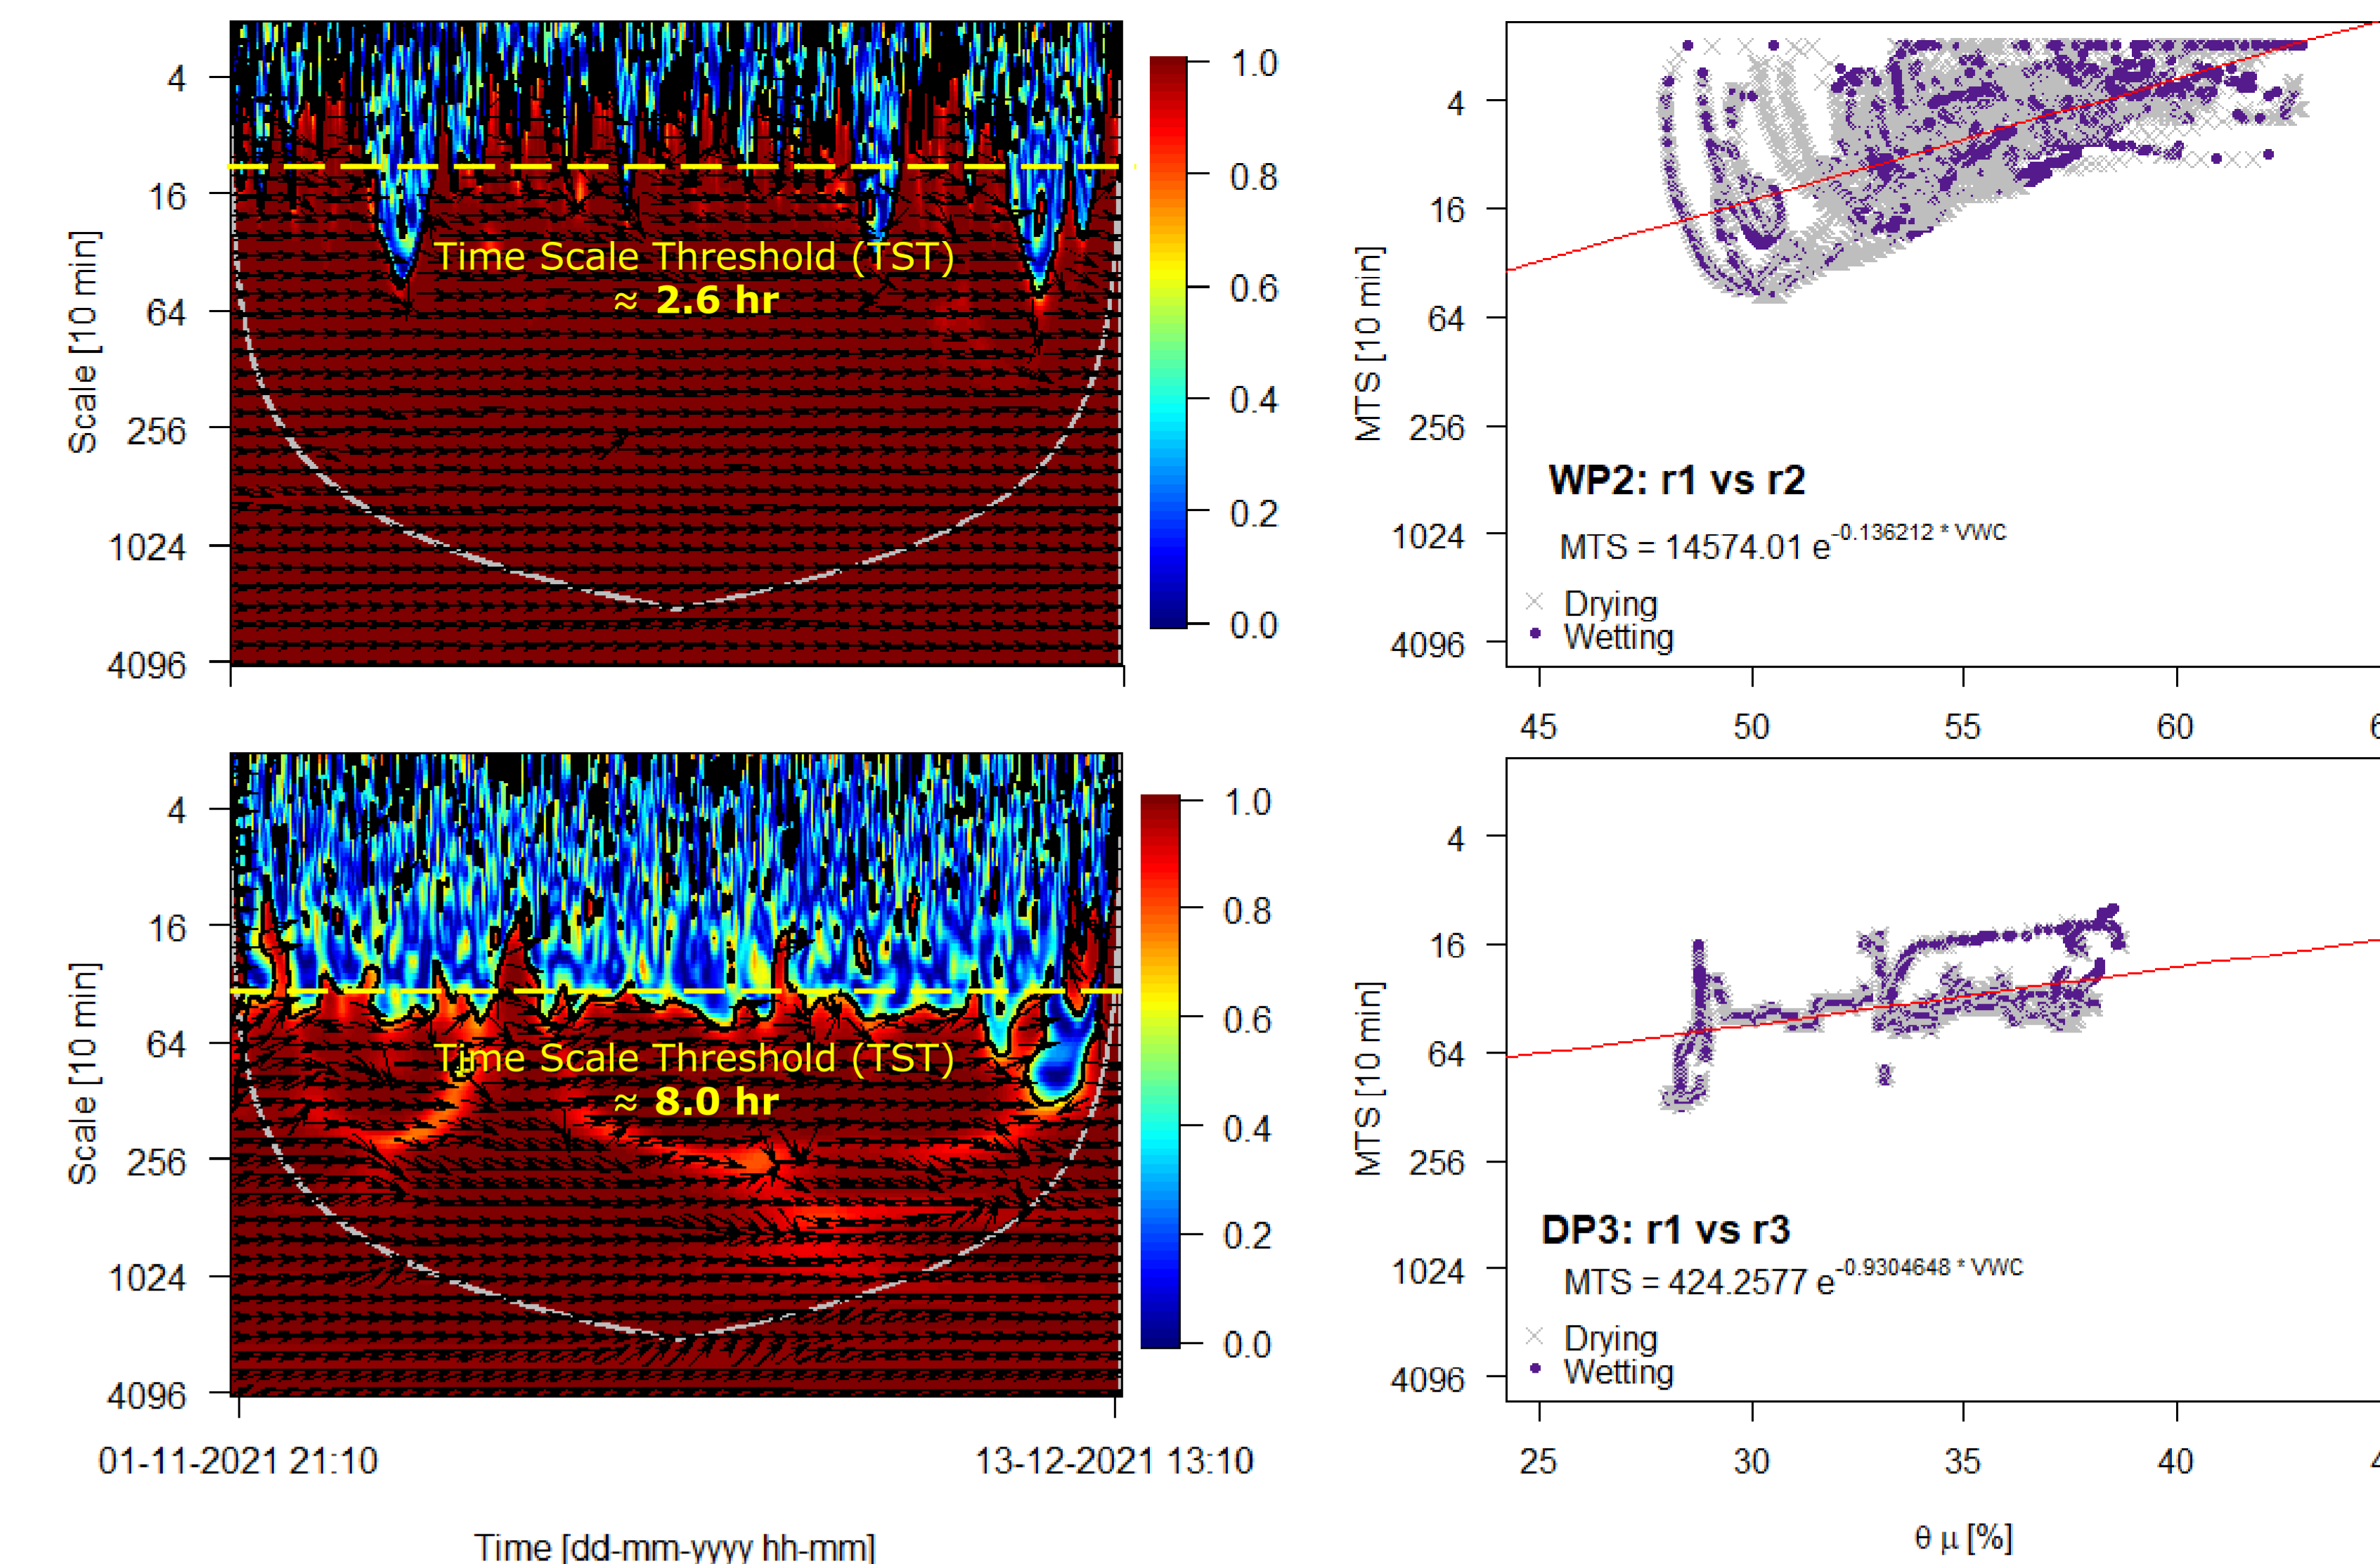 4
16
64
256
1024
4096
Scale [10 min]
Time Scale Threshold (TST)
≈ 2.6 hr
1.0
0.8
0.6
0.4
0.2
0.0
4
16
64
256
1024
4096
MTS [10 min]
WP2: r1 vs r2
MTS = 14574.01 e-0.136212 * VWC
Drying
Wetting
45
50
55
60
4
16
64
256
1024
4096
Scale [10 min]
Time Scale Threshold (TST)
≈ 8.0 hr
01-11-2021 21:10
13-12-2021 13:10
Time [dd-mm-yyyy hh-mm]
1.0
0.8
0.6
0.4
0.2
0.0
4
16
64
256
1024
4096
MTS [10 min]
DP3: r1 vs r3
MTS = 424.2577 e-0.9304648 * VWC
Drying
Wetting
25
30
35
40
θ μ [%]